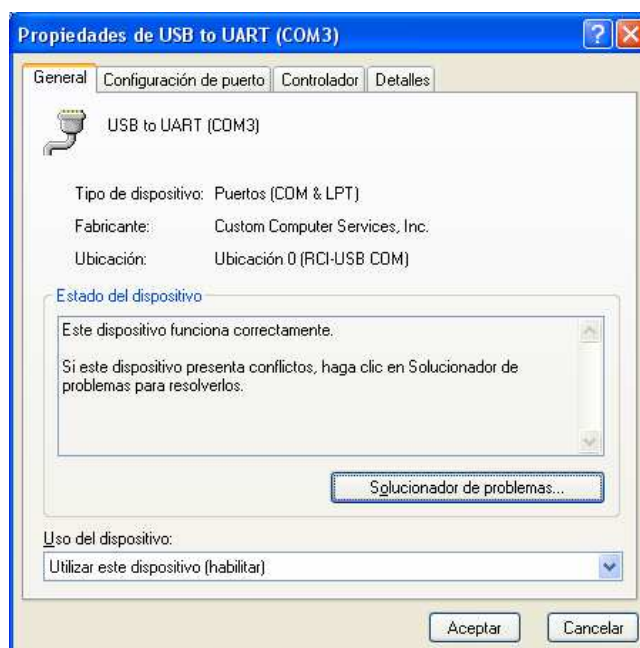 Propiedades de USB to UART (COM3)
General Configuración de puerto Controlador Detalles
USB to UART (COM3)
Tipo de dispositivo: Puertos (COM & LPT)
Fabricante: Custom Computer Services, Inc.
Ubicación: Ubicación 0 (RCI-USB COM)
Estado del dispositivo
Este dispositivo funciona correctamente.
Si este dispositivo presenta conflictos, haga clic en Solucionador de
problemas para resolverlos.
Solucionador de problemas...
Uso del dispositivo:
Utilizar este dispositivo (habilitar)
Aceptar Cancelar